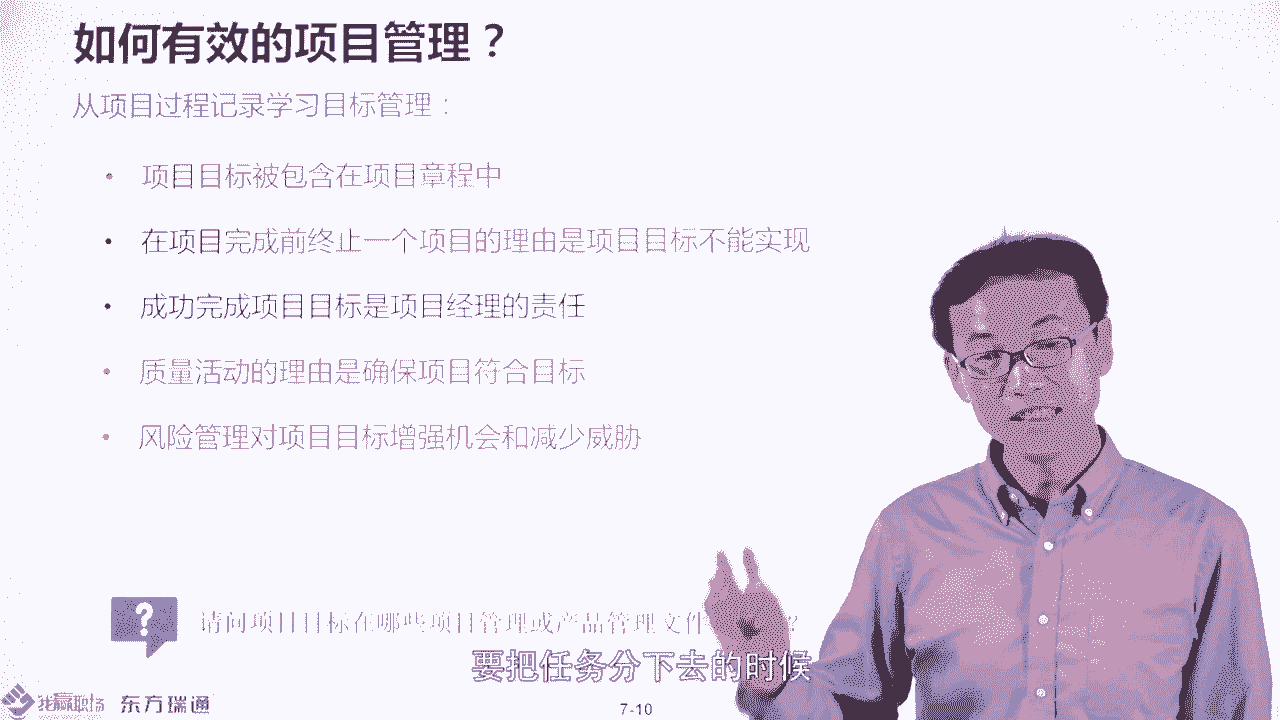 如何有效的项目管理？
从项目过程记录学习目标管理：
• 项目目标被包含在项目章程中
• 在项目完成前终止一个项目的理由是项目目标不能实现
• 成功完成项目目标是项目经理的责任
• 质量活动的理由是确保项目符合目标
• 风险管理对项目目标增强机会和减少威胁
?
请问项目目标在哪些项目管理或产品管理文件
要把任务分下去的时候
我赢职场 东方瑞通
7-10